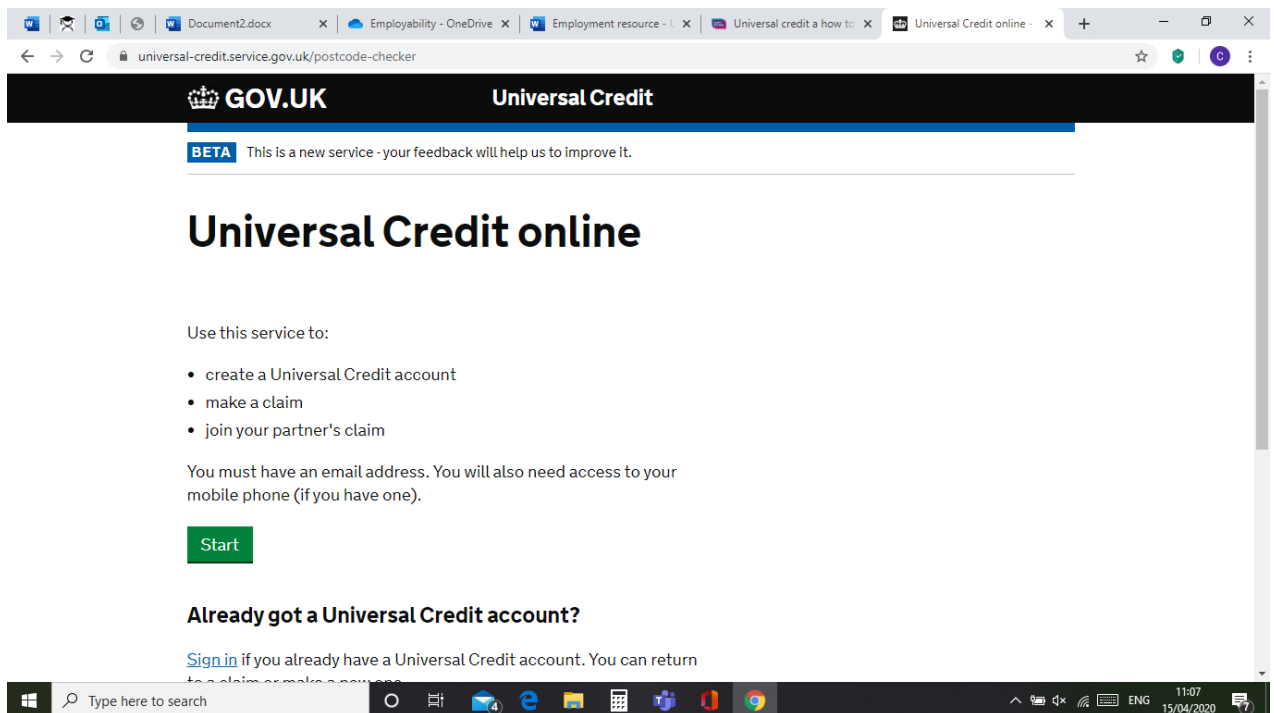 Document2.docx
Employability - OneDrive
Employment resource -
Universal credit a how to
Universal Credit online -
universal-credit.service.gov.uk/postcode-checker
C
GOV.UK
Universal Credit
BETA This is a new service - your feedback will help us to improve it.
Universal Credit online
Use this service to:
• create a Universal Credit account
• make a claim
• join your partner's claim
You must have an email address. You will also need access to your
mobile phone (if you have one).
Start
Already got a Universal Credit account?
Sign in if you already have a Universal Credit account. You can return
Type here to search
4
ENG
11:07
15/04/2020
7